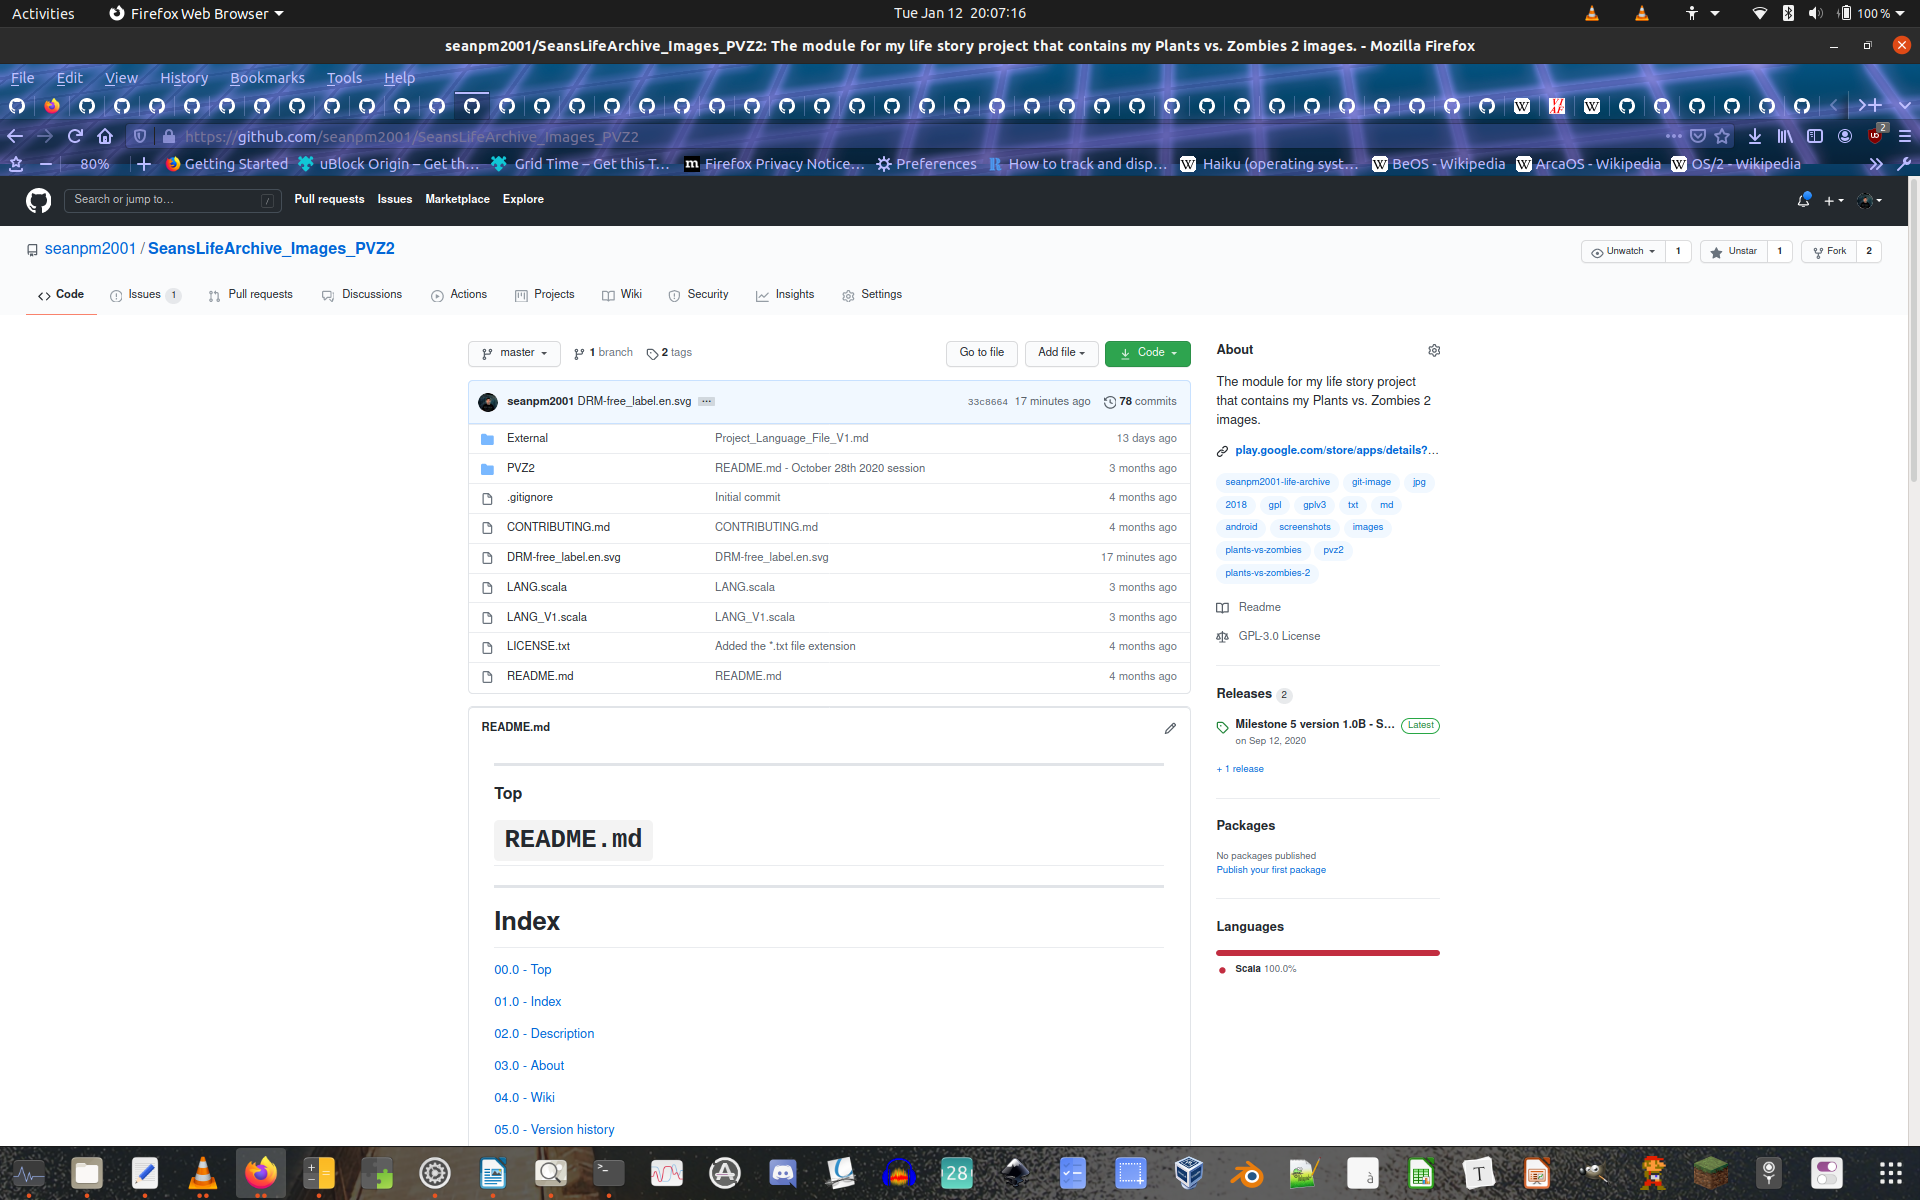 Activities Firefox Web Browser Tue Jan 12 20:07:16 100 %
seanpm2001/SeansLifeArchive_Images_PVZ2: The module for my life story project that contains my Plants vs. Zombies 2 images. - Mozilla Firefox
File Edit View History Bookmarks Tools Help
https://github.com/seanpm2001/SeansLifeArchive_Images_PVZ2 2
80% Getting Started uBlock Origin – Get th… Grid Time – Get this T… Firefox Privacy Notice… Preferences How to track and disp… Haiku (operating syst… BeOS - Wikipedia ArcaOS - Wikipedia OS/2 - Wikipedia
Search or jump to… / Pull requests Issues Marketplace Explore
seanpm2001 / SeansLifeArchive_Images_PVZ2 Unwatch 1 Unstar 1 Fork 2
Code Issues 1 Pull requests Discussions Actions Projects Wiki Security Insights Settings
master 1 branch 2 tags Go to file Add file Code
seanpm2001 DRM-free_label.en.svg ... 33c8664 17 minutes ago 78 commits
External Project_Language_File_V1.md 13 days ago
PVZ2 README.md - October 28th 2020 session 3 months ago
.gitignore Initial commit 4 months ago
CONTRIBUTING.md CONTRIBUTING.md 4 months ago
DRM-free_label.en.svg DRM-free_label.en.svg 17 minutes ago
LANG.scala LANG.scala 3 months ago
LANG_V1.scala LANG_V1.scala 3 months ago
LICENSE.txt Added the *.txt file extension 4 months ago
README.md README.md 4 months ago
README.md
Top
README.md
Index
00.0 - Top
01.0 - Index
02.0 - Description
03.0 - About
04.0 - Wiki
05.0 - Version history
About
The module for my life story project
that contains my Plants vs. Zombies 2
images.
play.google.com/store/apps/details?…
seanpm2001-life-archive git-image jpg
2018 gpl gplv3 txt md
android screenshots images
plants-vs-zombies pvz2
plants-vs-zombies-2
Readme
GPL-3.0 License
Releases 2
Milestone 5 version 1.0B - S… Latest
on Sep 12, 2020
+ 1 release
Packages
No packages published
Publish your first package
Languages
Scala 100.0%
28